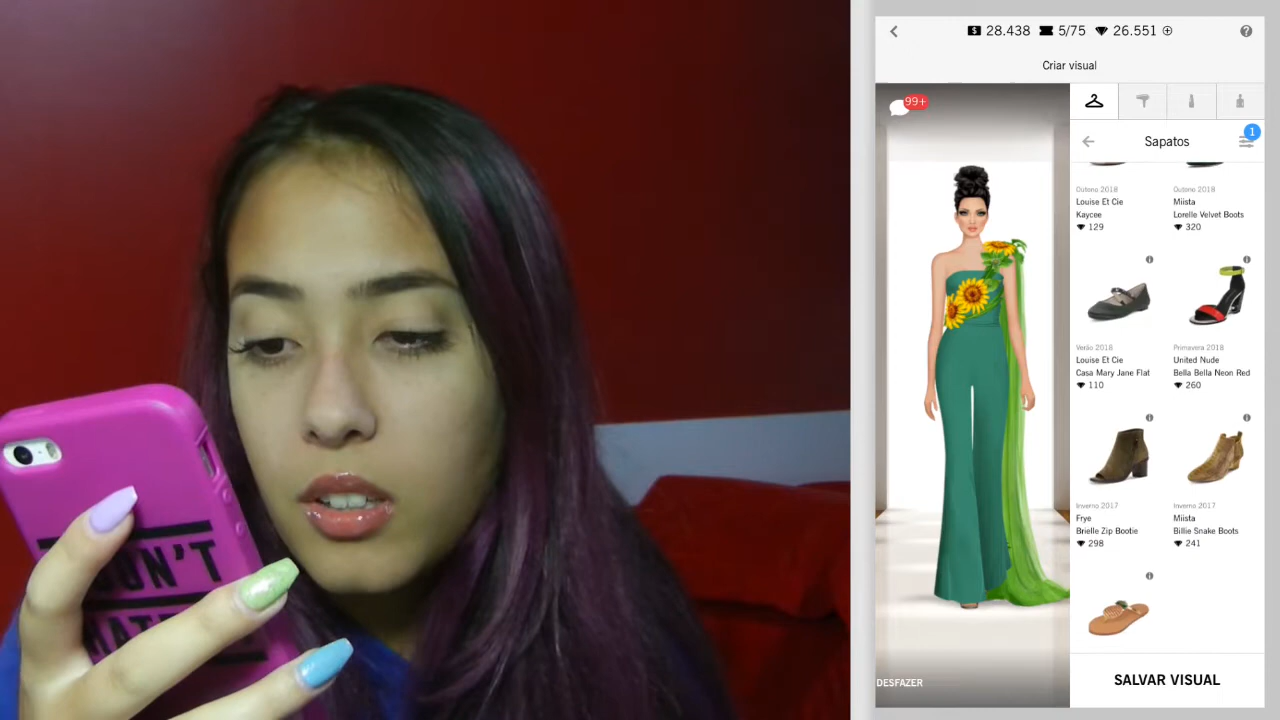 28.438 5/75 26.551
?
Criar visual
99+
Sapatos
1
Outono 2018
Louise Et Cie
Kaycee
129
Outono 2018
Miista
Lorelle Velvet Boots
320
Verão 2018
Louise Et Cie
Casa Mary Jane Flat
110
Primavera 2018
United Nude
Bella Bella Neon Red
260
Inverno 2017
Frye
Brielle Zip Bootie
298
Inverno 2017
Miista
Billie Snake Boots
241
DESFAZER
SALVAR VISUAL